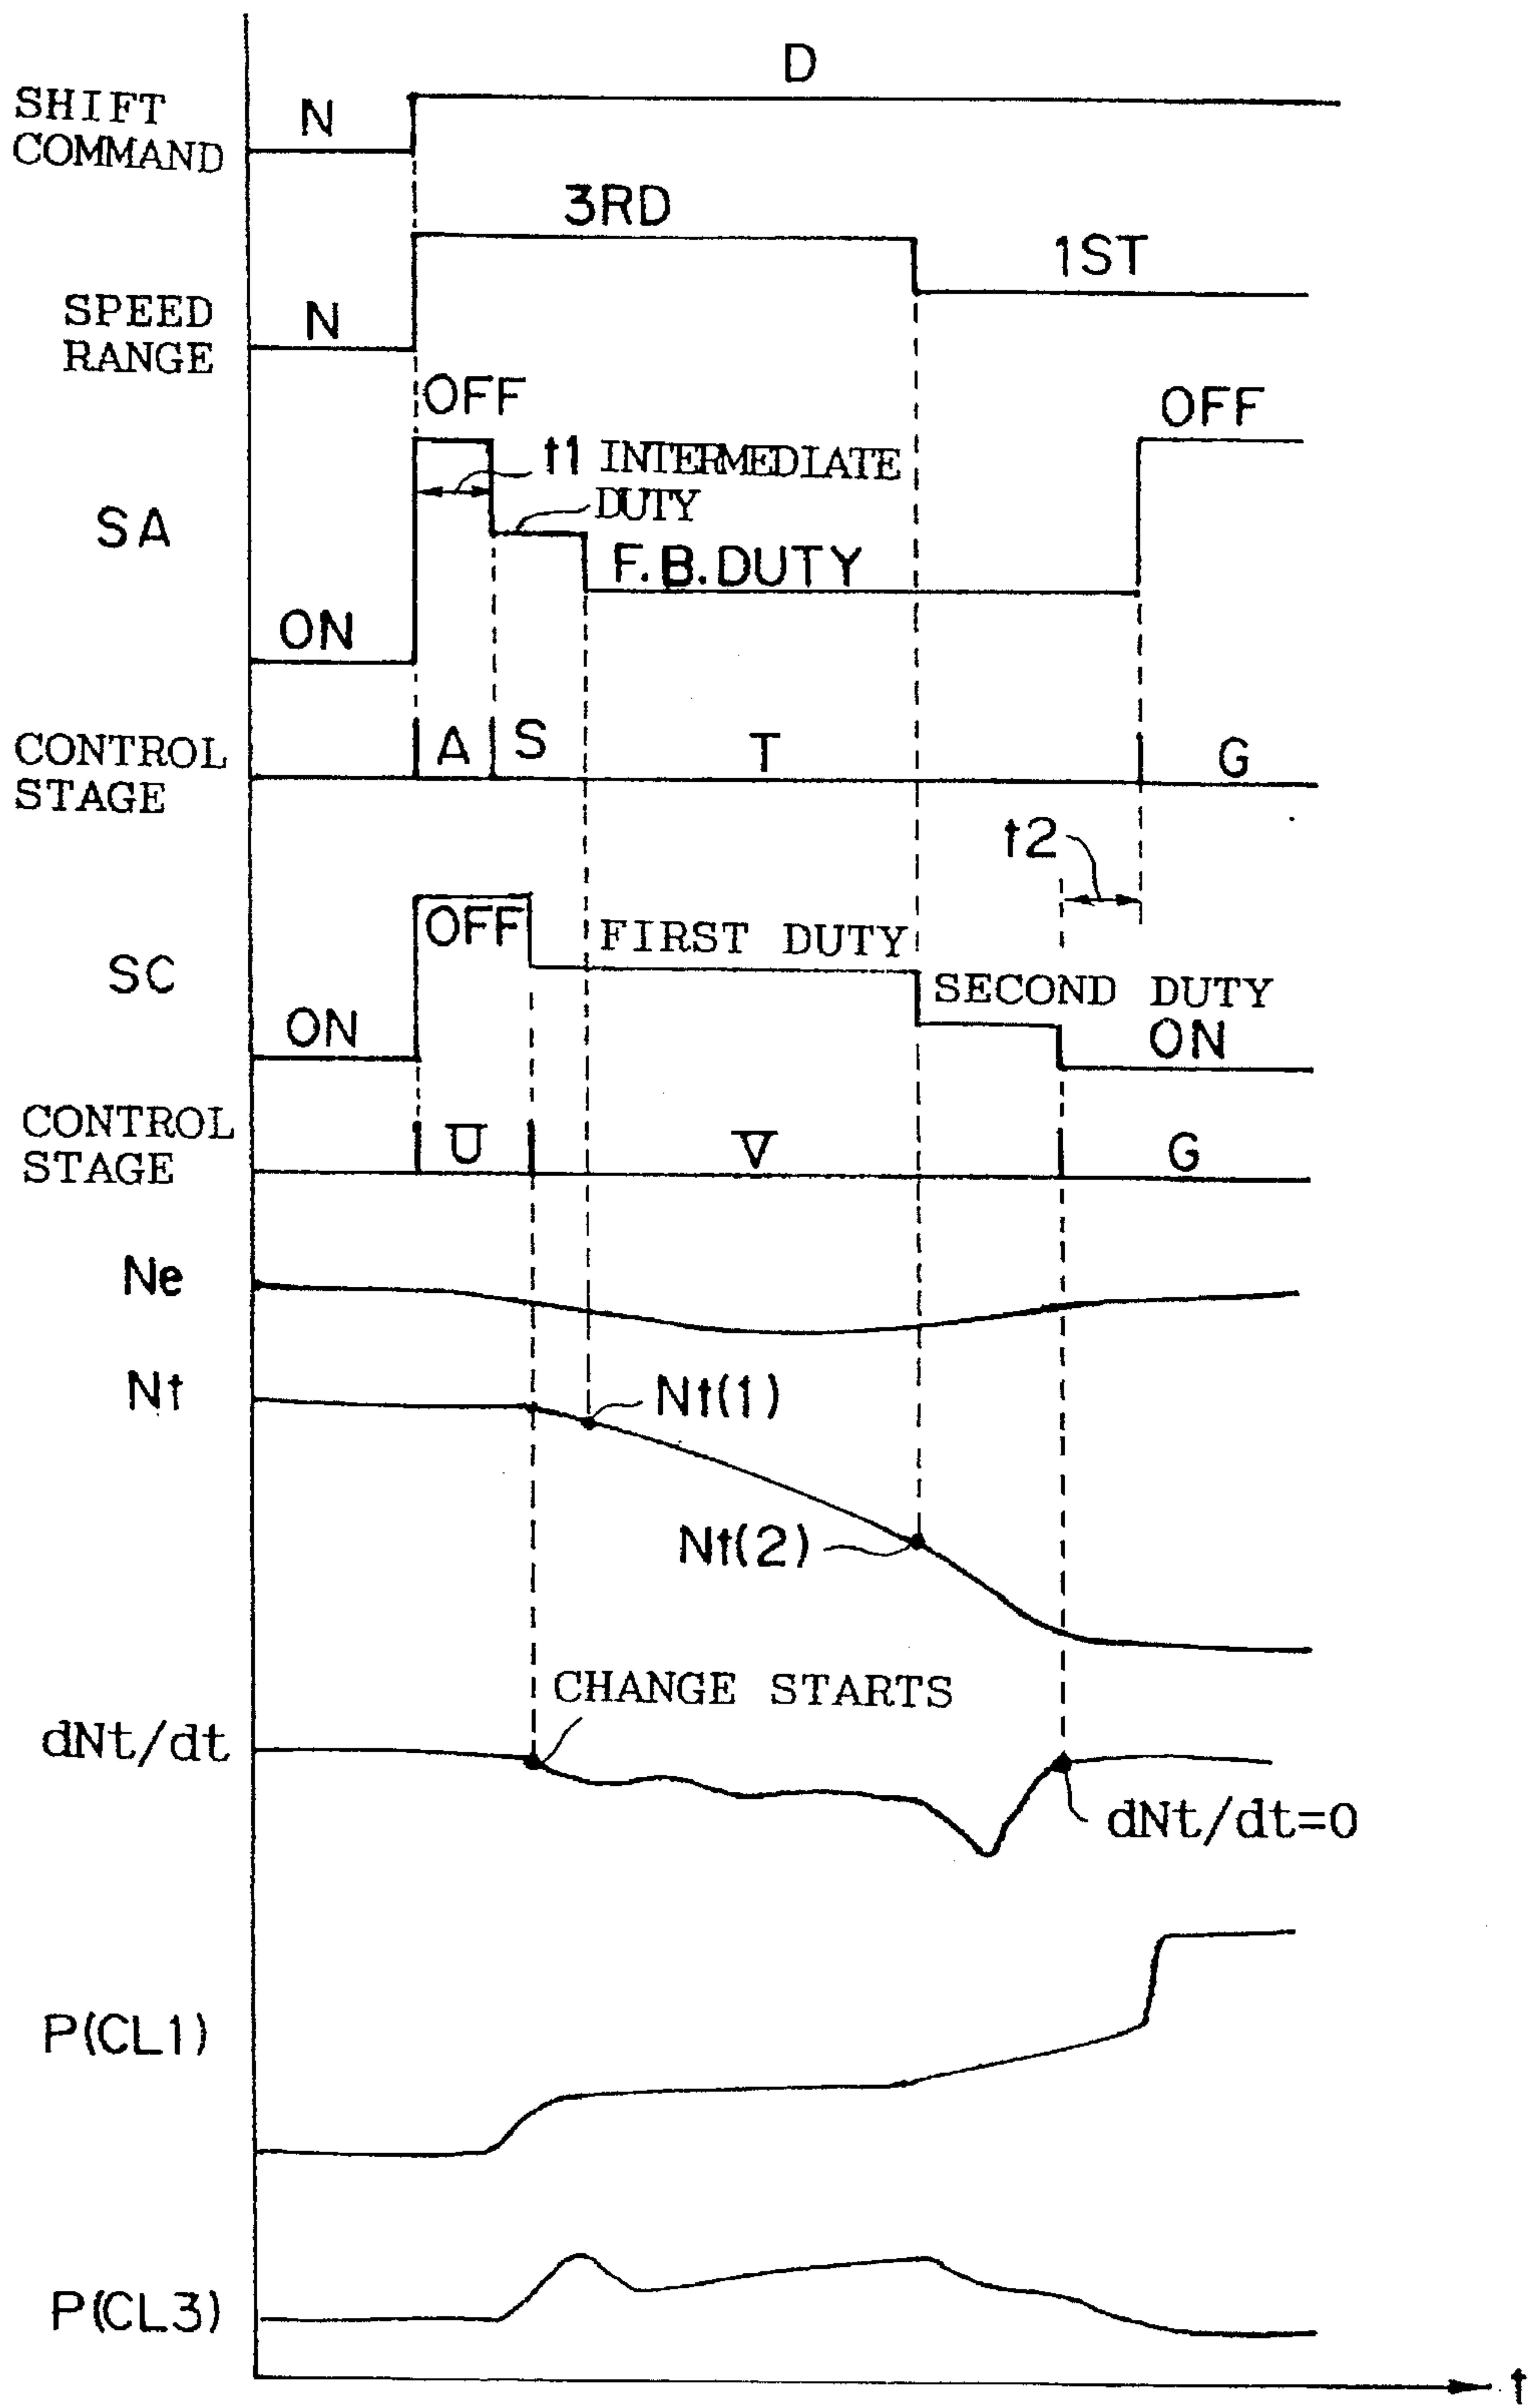 D
SHIFT
COMMAND
N
3RD
1ST
SPEED
RANGE
N
OFF
OFF
t1 INTERMEDIATE
DUTY
SA
F.B.DUTY
ON
CONTROL
STAGE
A
S
T
G
t2
OFF
FIRST DUTY
SC
SECOND DUTY
ON
ON
CONTROL
STAGE
U
V
G
Ne
Nt
Nt(1)
Nt(2)
CHANGE STARTS
dNt/dt
dNt/dt=0
P(CL1)
P(CL3)
t